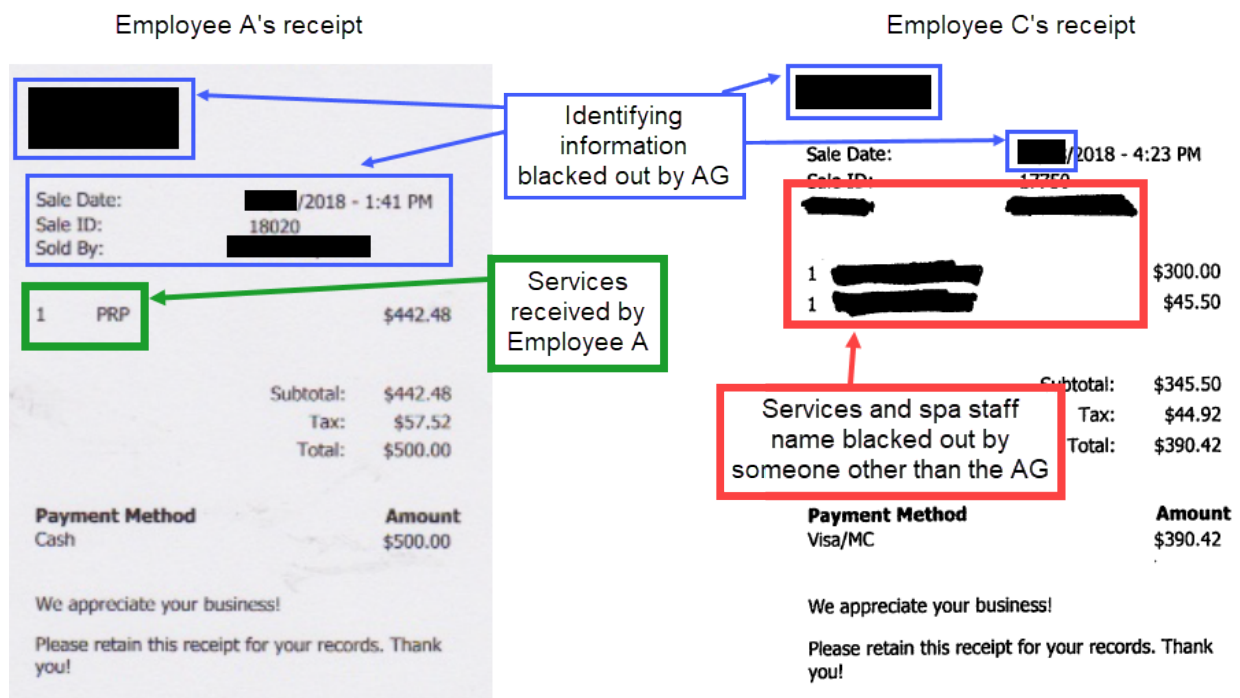 Employee A's receipt
Sale Date: /2018 - 1:41 PM
Sale ID: 18020
Sold By:
1 PRP $442.48
Subtotal: $442.48
Tax: $57.52
Total: $500.00
Payment Method Amount
Cash $500.00
We appreciate your business!
Please retain this receipt for your records. Thank
you!
Identifying
information
blacked out by AG
Services
received by
Employee A
Employee C's receipt
Sale Date: /2018 - 4:23 PM
Sale ID: 17750
1 $300.00
1 $45.50
Subtotal: $345.50
Tax: $44.92
Total: $390.42
Services and spa staff
name blacked out by
someone other than the AG
Payment Method Amount
Visa/MC $390.42
We appreciate your business!
Please retain this receipt for your records. Thank
you!